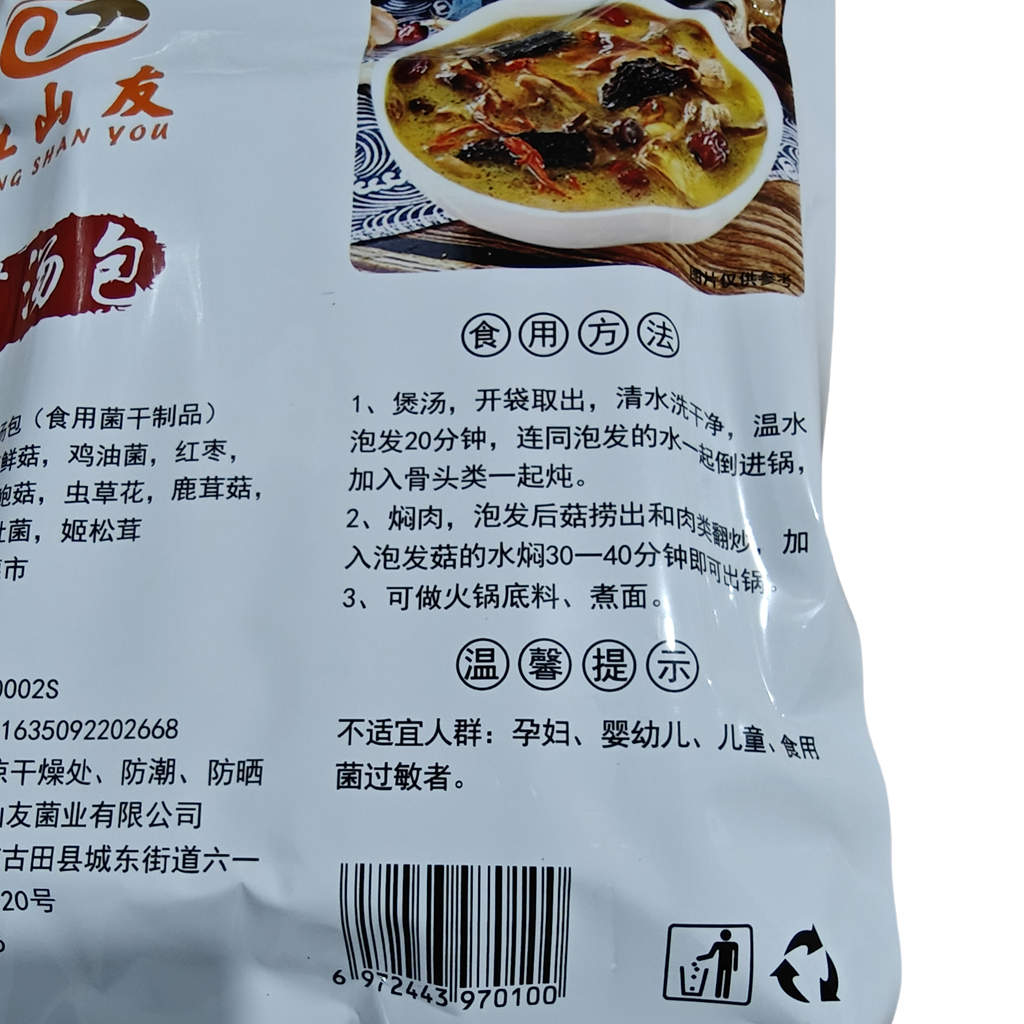 山友
NG SHAN YOU
汤包
图片仅供参考
食用方法
1、煲汤，开袋取出，清水洗干净，温水
泡发20分钟，连同泡发的水一起倒进锅，
加入骨头类一起炖。
2、焖肉，泡发后菇捞出和肉类翻炒，加
入泡发菇的水焖30—40分钟即可出锅。
3、可做火锅底料、煮面。
温馨提示
不适宜人群：孕妇、婴幼儿、儿童、食用
菌过敏者。
汤包（食用菌干制品）
鲜菇，鸡油菌，红枣，
鲍菇，虫草花，鹿茸菇，
肚菌，姬松茸
市
0002S
1635092202668
凉干燥处、防潮、防晒
山友菌业有限公司
古田县城东街道六一
20号
6 972443 970100